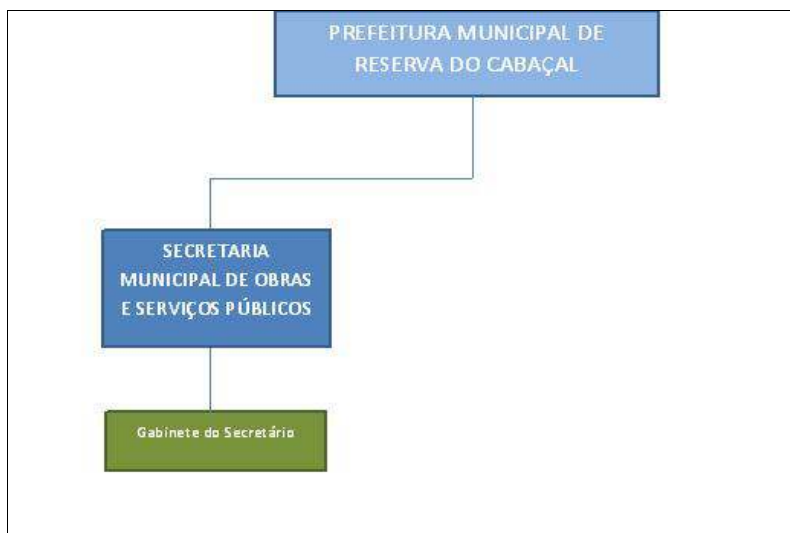 PREFEITURA MUNICIPAL DE
RESERVA DO CABAÇAL
SECRETARIA
MUNICIPAL DE OBRAS
E SERVIÇOS PÚBLICOS
Gabinete do Secretário